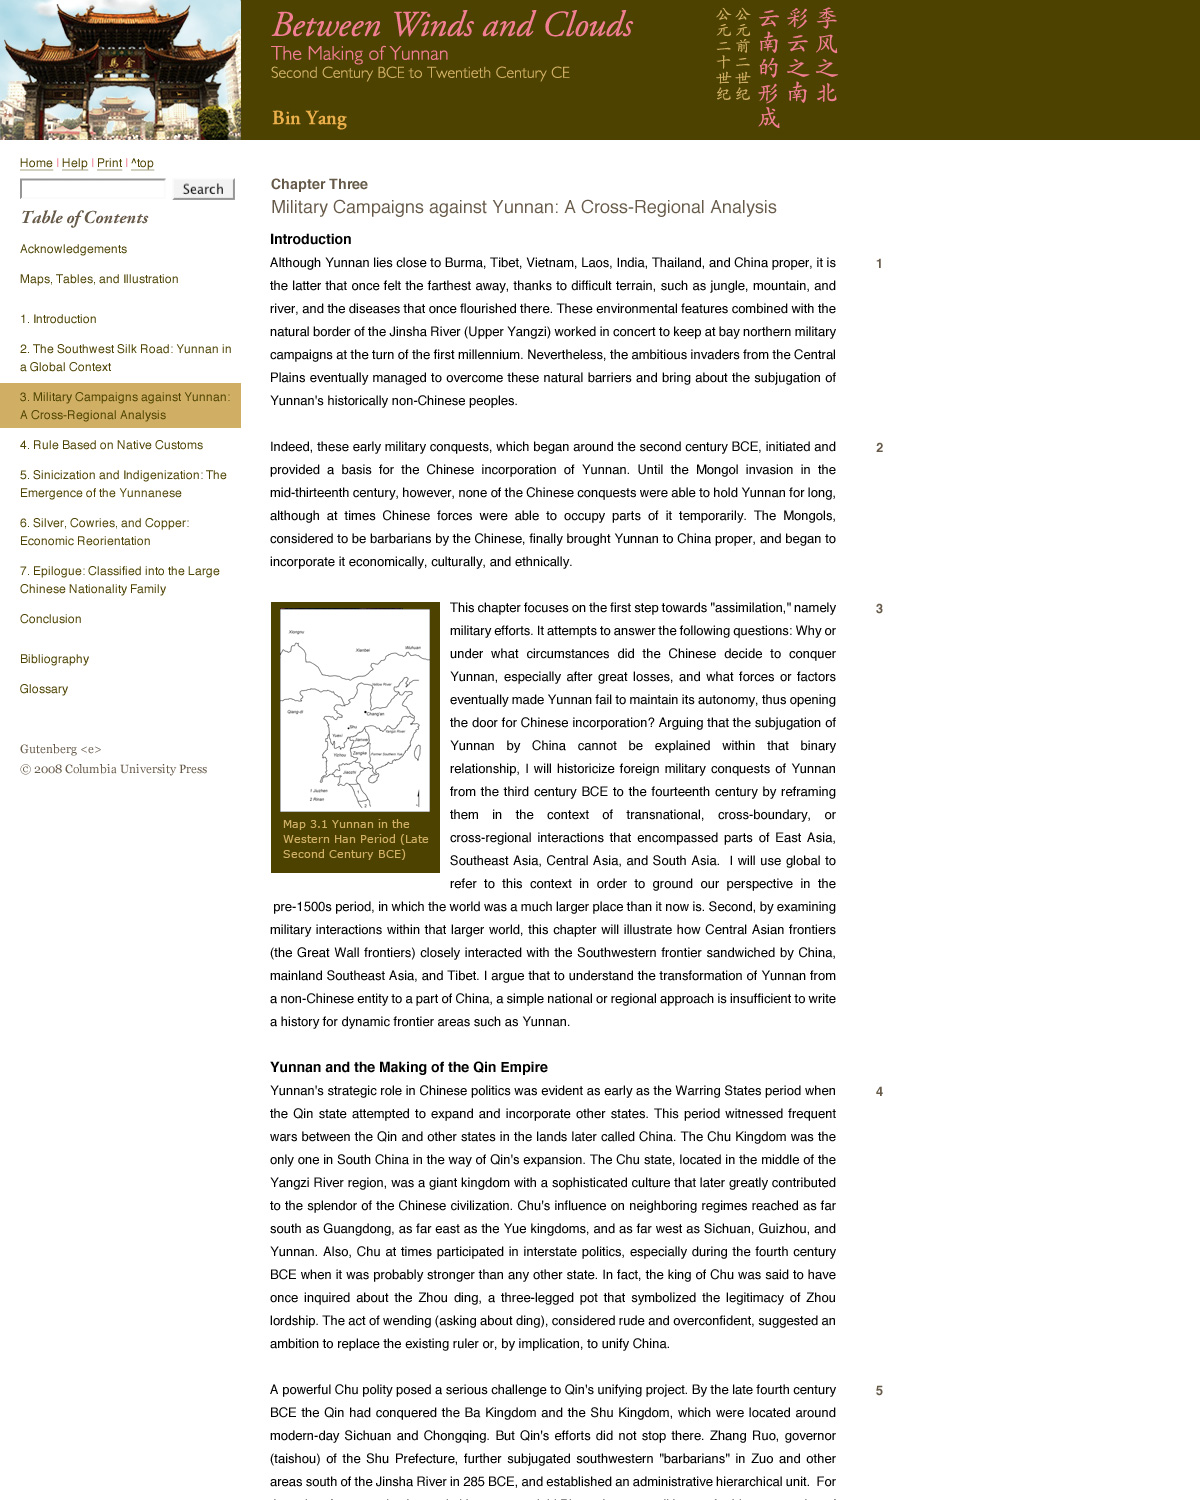 Between Winds and Clouds
The Making of Yunnan
Second Century BCE to Twentieth Century CE
Bin Yang
季风之北
彩云之南
云南的形成
公元前二世纪
公元二十世纪
金馬
Home | Help | Print | ^top
Search
Table of Contents
Acknowledgements
Maps, Tables, and Illustration
1. Introduction
2. The Southwest Silk Road: Yunnan in
a Global Context
3. Military Campaigns against Yunnan:
A Cross-Regional Analysis
4. Rule Based on Native Customs
5. Sinicization and Indigenization: The
Emergence of the Yunnanese
6. Silver, Cowries, and Copper:
Economic Reorientation
7. Epilogue: Classified into the Large
Chinese Nationality Family
Conclusion
Bibliography
Glossary
Gutenberg <e>
© 2008 Columbia University Press
Chapter Three
Military Campaigns against Yunnan: A Cross-Regional Analysis
Introduction
Although Yunnan lies close to Burma, Tibet, Vietnam, Laos, India, Thailand, and China proper, it is 1
the latter that once felt the farthest away, thanks to difficult terrain, such as jungle, mountain, and
river, and the diseases that once flourished there. These environmental features combined with the
natural border of the Jinsha River (Upper Yangzi) worked in concert to keep at bay northern military
campaigns at the turn of the first millennium. Nevertheless, the ambitious invaders from the Central
Plains eventually managed to overcome these natural barriers and bring about the subjugation of
Yunnan's historically non-Chinese peoples.
Indeed, these early military conquests, which began around the second century BCE, initiated and 2
provided a basis for the Chinese incorporation of Yunnan. Until the Mongol invasion in the
mid-thirteenth century, however, none of the Chinese conquests were able to hold Yunnan for long,
although at times Chinese forces were able to occupy parts of it temporarily. The Mongols,
considered to be barbarians by the Chinese, finally brought Yunnan to China proper, and began to
incorporate it economically, culturally, and ethnically.
Xiongnu
Xianbei
Wuhuan
Yellow River
Qiang-di
Chang'an
Shu
Yangzi River
Yuexi
Jianwei
Yizhou
Zangke
Jiaozhi
1 Jiuzhen
2 Rinan
Map 3.1 Yunnan in the
Western Han Period (Late
Second Century BCE)
This chapter focuses on the first step towards "assimilation," namely 3
military efforts. It attempts to answer the following questions: Why or
under what circumstances did the Chinese decide to conquer
Yunnan, especially after great losses, and what forces or factors
eventually made Yunnan fail to maintain its autonomy, thus opening
the door for Chinese incorporation? Arguing that the subjugation of
Yunnan by China cannot be explained within that binary
relationship, I will historicize foreign military conquests of Yunnan
from the third century BCE to the fourteenth century by reframing
them in the context of transnational, cross-boundary, or
cross-regional interactions that encompassed parts of East Asia,
Southeast Asia, Central Asia, and South Asia. I will use global to
refer to this context in order to ground our perspective in the
pre-1500s period, in which the world was a much larger place than it now is. Second, by examining
military interactions within that larger world, this chapter will illustrate how Central Asian frontiers
(the Great Wall frontiers) closely interacted with the Southwestern frontier sandwiched by China,
mainland Southeast Asia, and Tibet. I argue that to understand the transformation of Yunnan from
a non-Chinese entity to a part of China, a simple national or regional approach is insufficient to write
a history for dynamic frontier areas such as Yunnan.
Yunnan and the Making of the Qin Empire
Yunnan's strategic role in Chinese politics was evident as early as the Warring States period when 4
the Qin state attempted to expand and incorporate other states. This period witnessed frequent
wars between the Qin and other states in the lands later called China. The Chu Kingdom was the
only one in South China in the way of Qin's expansion. The Chu state, located in the middle of the
Yangzi River region, was a giant kingdom with a sophisticated culture that later greatly contributed
to the splendor of the Chinese civilization. Chu's influence on neighboring regimes reached as far
south as Guangdong, as far east as the Yue kingdoms, and as far west as Sichuan, Guizhou, and
Yunnan. Also, Chu at times participated in interstate politics, especially during the fourth century
BCE when it was probably stronger than any other state. In fact, the king of Chu was said to have
once inquired about the Zhou ding, a three-legged pot that symbolized the legitimacy of Zhou
lordship. The act of wending (asking about ding), considered rude and overconfident, suggested an
ambition to replace the existing ruler or, by implication, to unify China.
A powerful Chu polity posed a serious challenge to Qin's unifying project. By the late fourth century 5
BCE the Qin had conquered the Ba Kingdom and the Shu Kingdom, which were located around
modern-day Sichuan and Chongqing. But Qin's efforts did not stop there. Zhang Ruo, governor
(taishou) of the Shu Prefecture, further subjugated southwestern "barbarians" in Zuo and other
areas south of the Jinsha River in 285 BCE, and established an administrative hierarchical unit. For